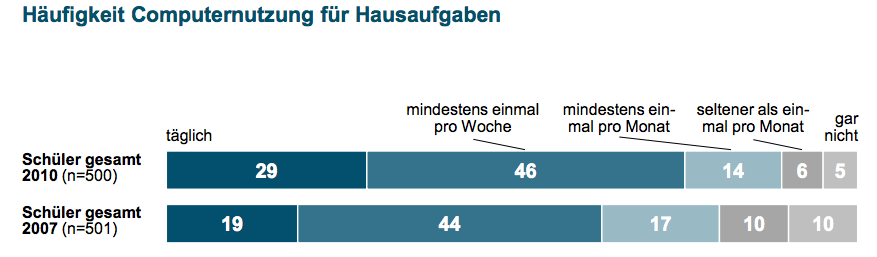 Häufigkeit Computernutzung für Hausaufgaben
täglich
mindestens einmal
pro Woche
mindestens ein-
mal pro Monat
seltener als ein-
mal pro Monat
gar
nicht
Schüler gesamt
2010 (n=500)
29 46 14 6 5
Schüler gesamt
2007 (n=501)
19 44 17 10 10